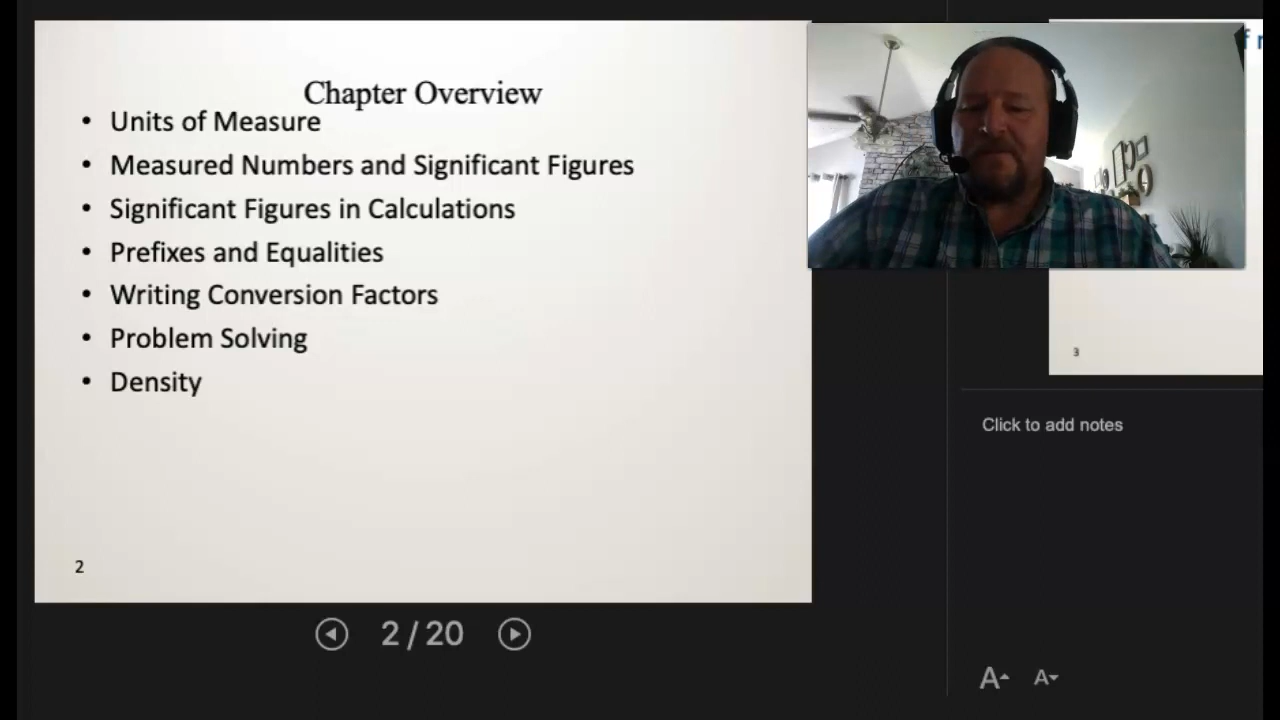 Chapter Overview
• Units of Measure
• Measured Numbers and Significant Figures
• Significant Figures in Calculations
• Prefixes and Equalities
• Writing Conversion Factors
• Problem Solving
• Density
2
2 / 20
3
Click to add notes
A A